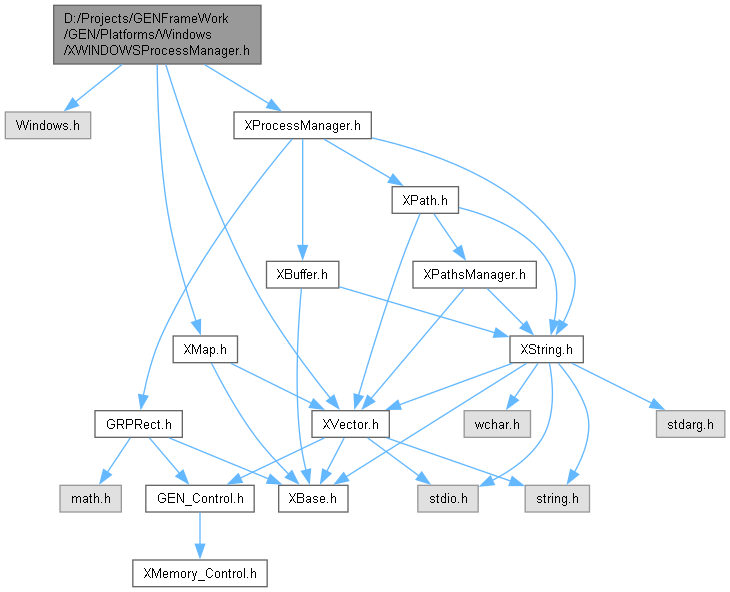 D:/Projects/GENFrameWork
/GEN/Platforms/Windows
/XWINDOWSProcessManager.h
Windows.h
XProcessManager.h
XPath.h
XBuffer.h
XPathsManager.h
XMap.h
XString.h
GRPRect.h
XVector.h
wchar.h
stdarg.h
math.h
GEN_Control.h
XBase.h
stdio.h
string.h
XMemory_Control.h